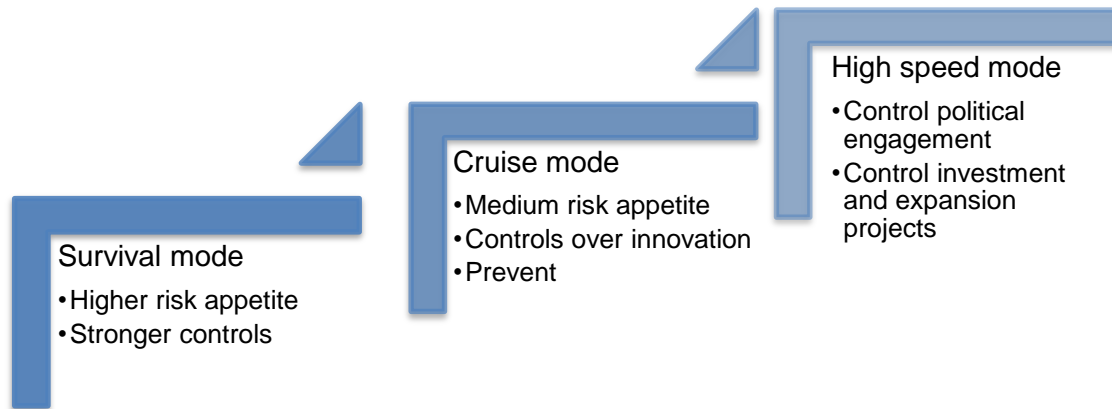 Survival mode
•Higher risk appetite
•Stronger controls
Cruise mode
•Medium risk appetite
•Controls over innovation
•Prevent
High speed mode
•Control political
engagement
•Control investment
and expansion
projects